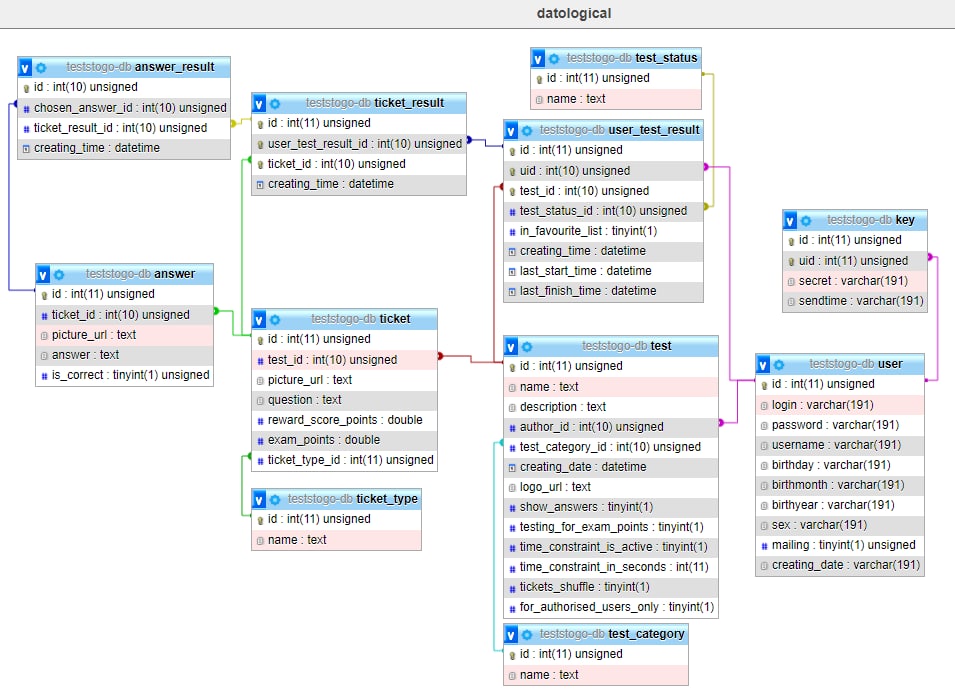 datological
v teststogo-db answer_result
id : int(10) unsigned
# chosen_answer_id : int(10) unsigned
# ticket_result_id : int(10) unsigned
creating_time : datetime
v teststogo-db ticket_result
id : int(11) unsigned
user_test_result_id : int(10) unsigned
ticket_id : int(10) unsigned
creating_time : datetime
v teststogo-db test_status
id : int(11) unsigned
name : text
v teststogo-db user_test_result
id : int(11) unsigned
uid : int(10) unsigned
test_id : int(10) unsigned
# test_status_id : int(10) unsigned
# in_favourite_list : tinyint(1)
creating_time : datetime
last_start_time : datetime
last_finish_time : datetime
v teststogo-db key
id : int(11) unsigned
uid : int(11) unsigned
secret : varchar(191)
sendtime : varchar(191)
v teststogo-db answer
id : int(11) unsigned
# ticket_id : int(10) unsigned
picture_url : text
answer : text
# is_correct : tinyint(1) unsigned
v teststogo-db ticket
id : int(11) unsigned
# test_id : int(10) unsigned
picture_url : text
question : text
# reward_score_points : double
# exam_points : double
# ticket_type_id : int(11) unsigned
v teststogo-db ticket_type
id : int(11) unsigned
name : text
v teststogo-db test
id : int(11) unsigned
name : text
description : text
# author_id : int(10) unsigned
# test_category_id : int(10) unsigned
creating_date : datetime
logo_url : text
# show_answers : tinyint(1)
# testing_for_exam_points : tinyint(1)
# time_constraint_is_active : tinyint(1)
# time_constraint_in_seconds : int(11)
# tickets_shuffle : tinyint(1)
# for_authorised_users_only : tinyint(1)
v teststogo-db test_category
id : int(11) unsigned
name : text
v teststogo-db user
id : int(11) unsigned
login : varchar(191)
password : varchar(191)
username : varchar(191)
birthday : varchar(191)
birthmonth : varchar(191)
birthyear : varchar(191)
sex : varchar(191)
# mailing : tinyint(1) unsigned
creating_date : varchar(191)